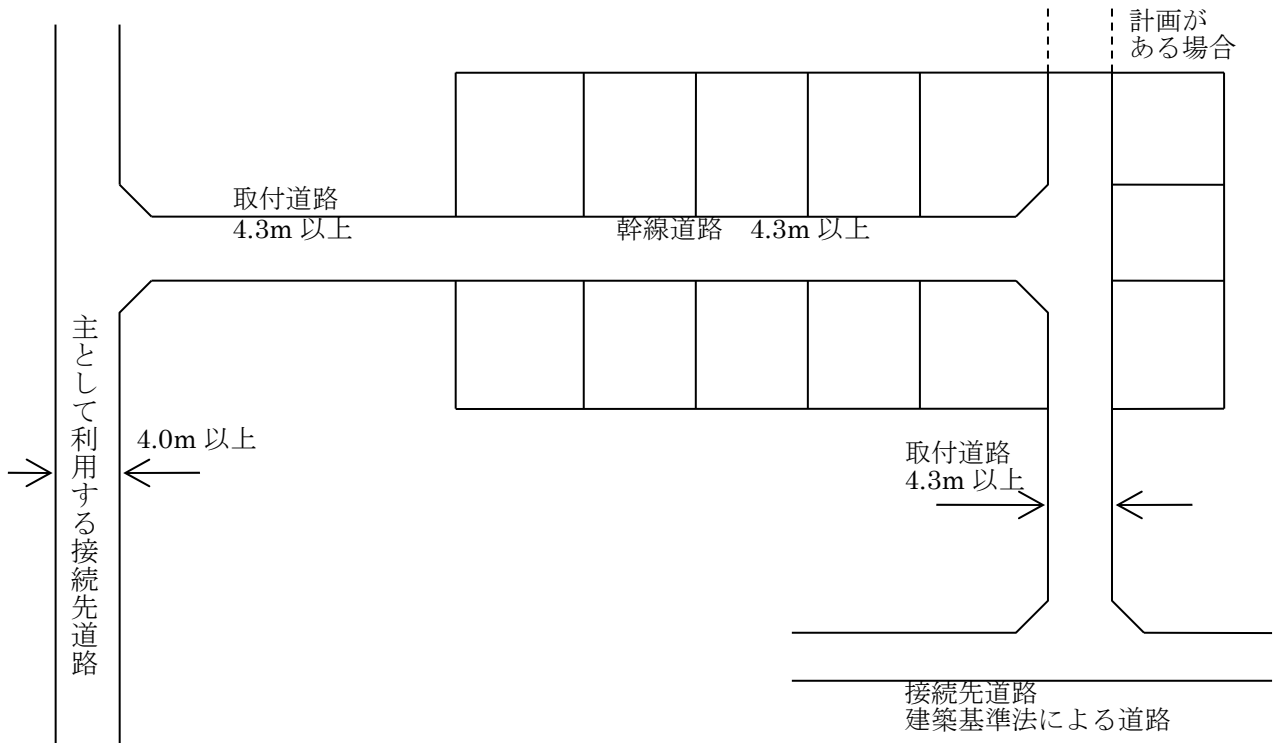 計画が
ある場合
取付道路
4.3m 以上
幹線道路 4.3m 以上
主として利用する接続先道路
4.0m 以上
取付道路
4.3m 以上
接続先道路
建築基準法による道路